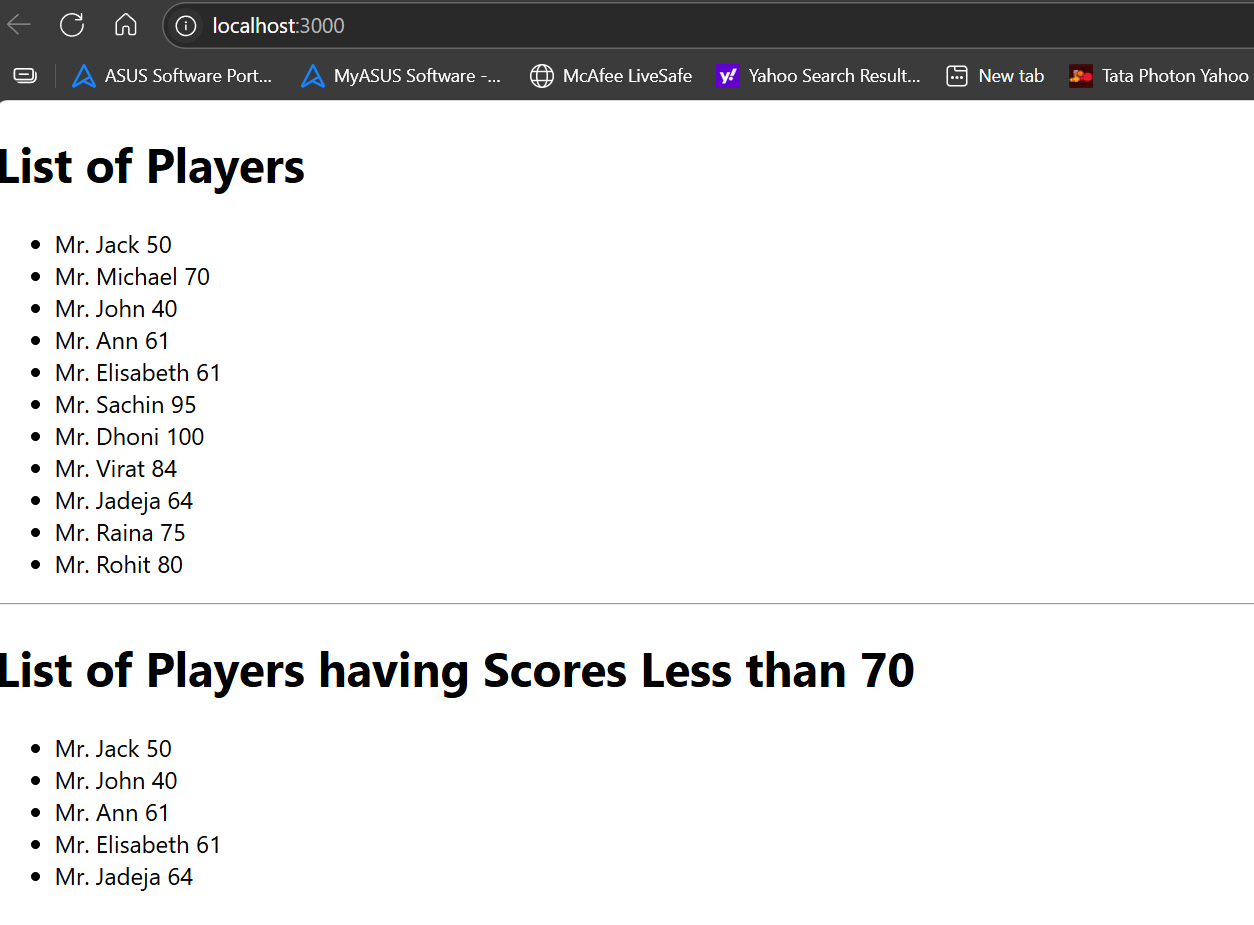 localhost:3000
ASUS Software Port... MyASUS Software -... McAfee LiveSafe y! Yahoo Search Result... New tab Tata Photon Yahoo
List of Players
• Mr. Jack 50
• Mr. Michael 70
• Mr. John 40
• Mr. Ann 61
• Mr. Elisabeth 61
• Mr. Sachin 95
• Mr. Dhoni 100
• Mr. Virat 84
• Mr. Jadeja 64
• Mr. Raina 75
• Mr. Rohit 80
List of Players having Scores Less than 70
• Mr. Jack 50
• Mr. John 40
• Mr. Ann 61
• Mr. Elisabeth 61
• Mr. Jadeja 64